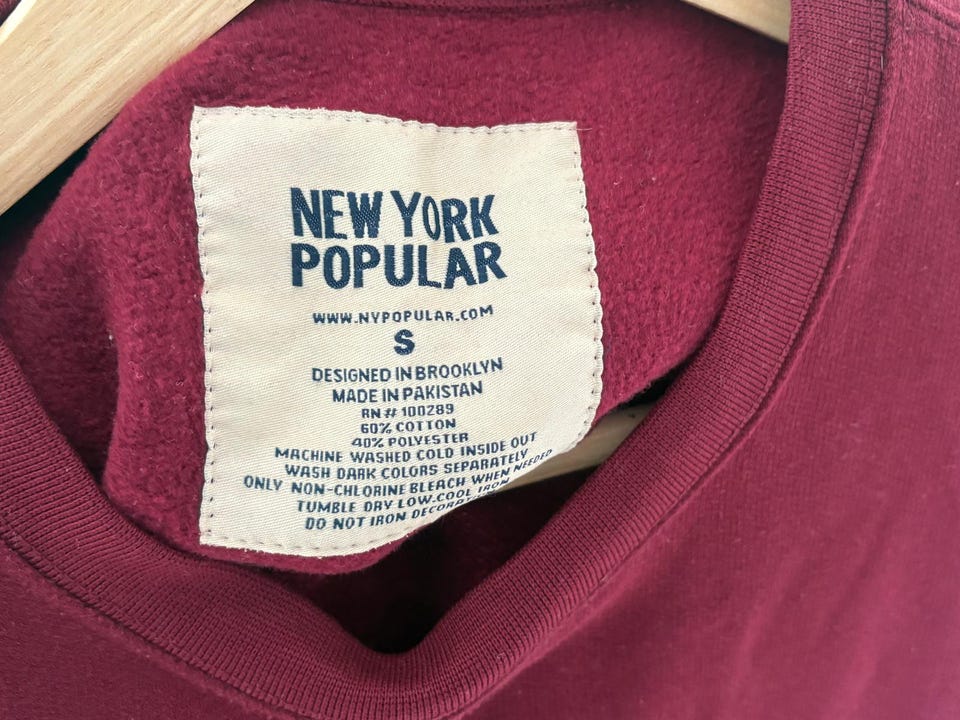 NEW YORK
POPULAR
WWW.NYPOPULAR.COM
S
DESIGNED IN BROOKLYN
MADE IN PAKISTAN
RN # 100289
60% COTTON
40% POLYESTER
MACHINE WASHED COLD INSIDE OUT
WASH DARK COLORS SEPARATELY
ONLY NON-CHLORINE BLEACH WHEN NEEDED
TUMBLE DRY LOW.COOL IRON
DO NOT IRON